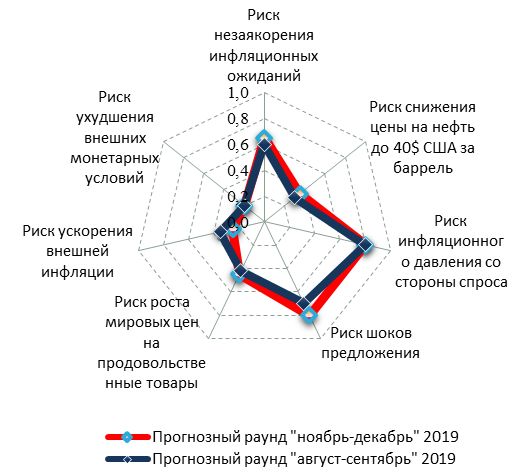 Риск
незаякорения
инфляционных
ожиданий
Риск снижения
цены на нефть
до 40$ США за
баррель
Риск
инфляционног
о давления со
стороны спроса
Риск шоков
предложения
Риск роста
мировых цен
на
продовольстве
нные товары
Риск ускорения
внешней
инфляции
Риск
ухудшения
внешних
монетарных
условий
1,0
0,8
0,6
0,4
0,2
0,0
Прогнозный раунд "ноябрь-декабрь" 2019
Прогнозный раунд "август-сентябрь" 2019